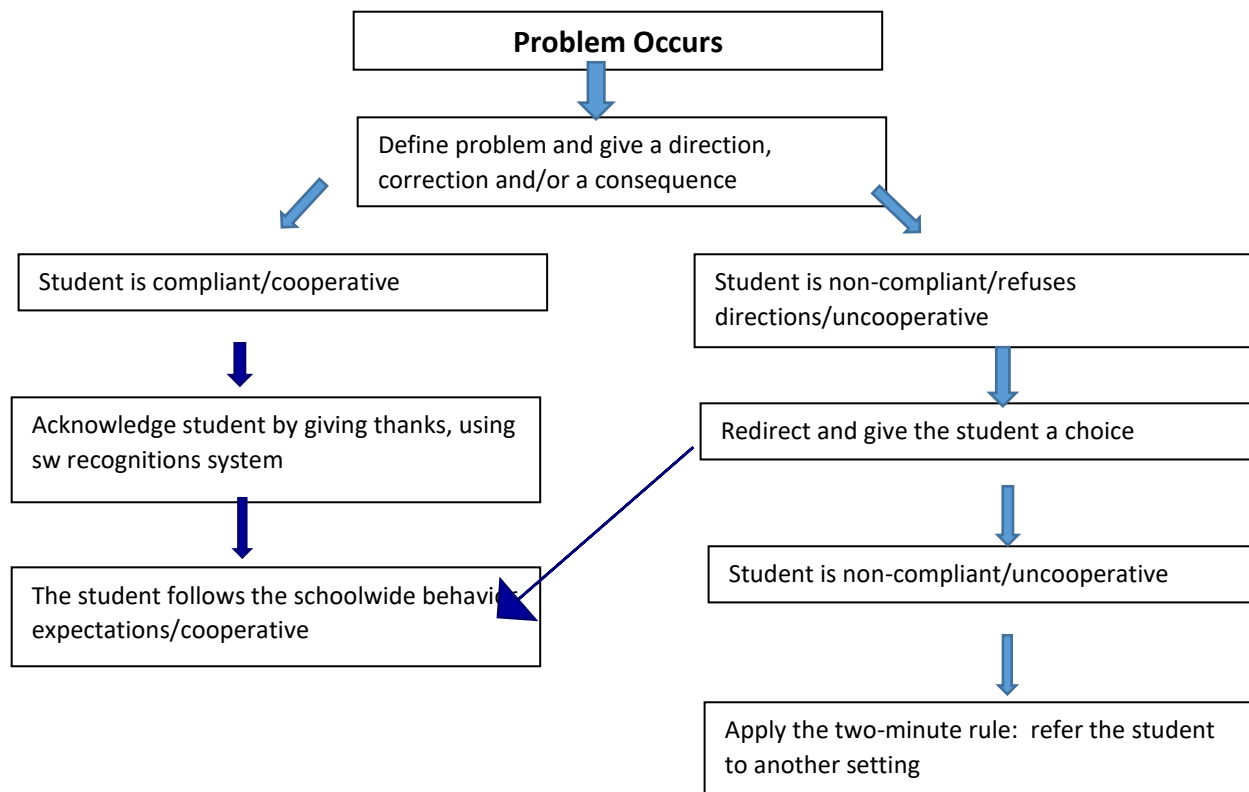 Problem Occurs
Define problem and give a direction,
correction and/or a consequence
Student is compliant/cooperative
Student is non-compliant/refuses
directions/uncooperative
Acknowledge student by giving thanks, using
sw recognitions system
Redirect and give the student a choice
The student follows the schoolwide behavior
expectations/cooperative
Student is non-compliant/uncooperative
Apply the two-minute rule: refer the student
to another setting